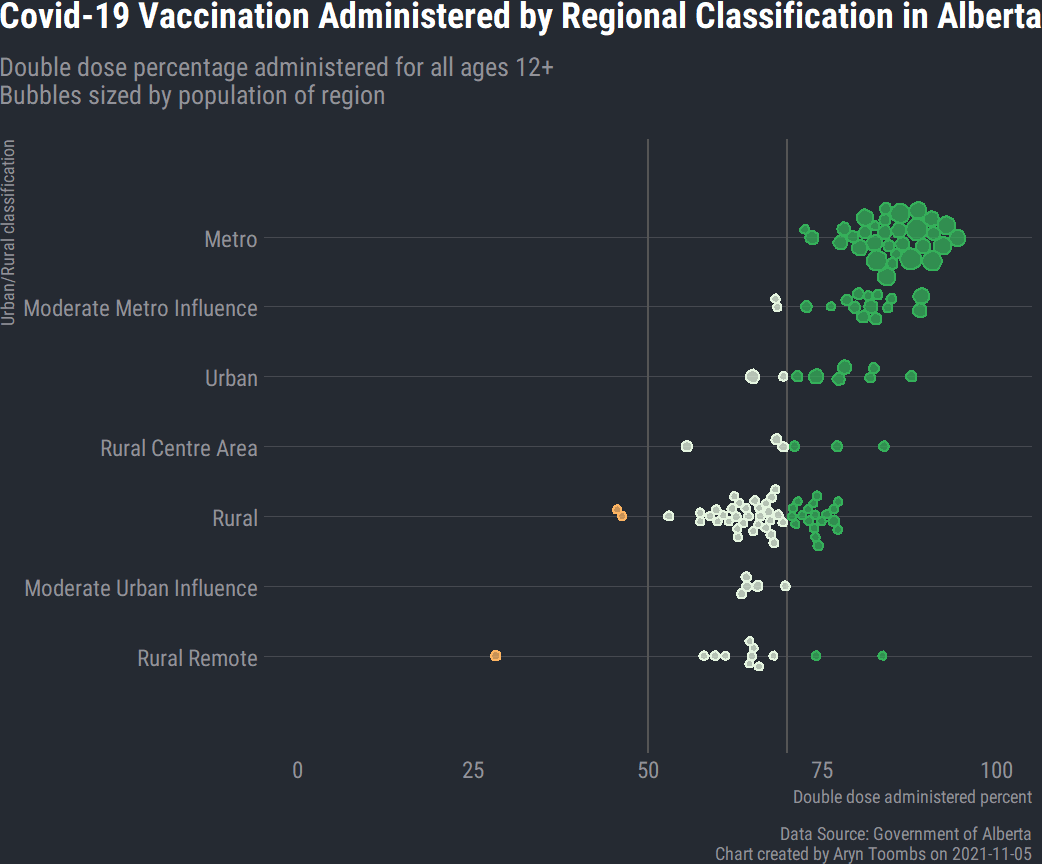 Covid-19 Vaccination Administered by Regional Classification in Alberta
Double dose percentage administered for all ages 12+
Bubbles sized by population of region
Urban/Rural classification
Metro
Moderate Metro Influence
Urban
Rural Centre Area
Rural
Moderate Urban Influence
Rural Remote
0 25 50 75 100
Double dose administered percent
Data Source: Government of Alberta
Chart created by Aryn Toombs on 2021-11-05